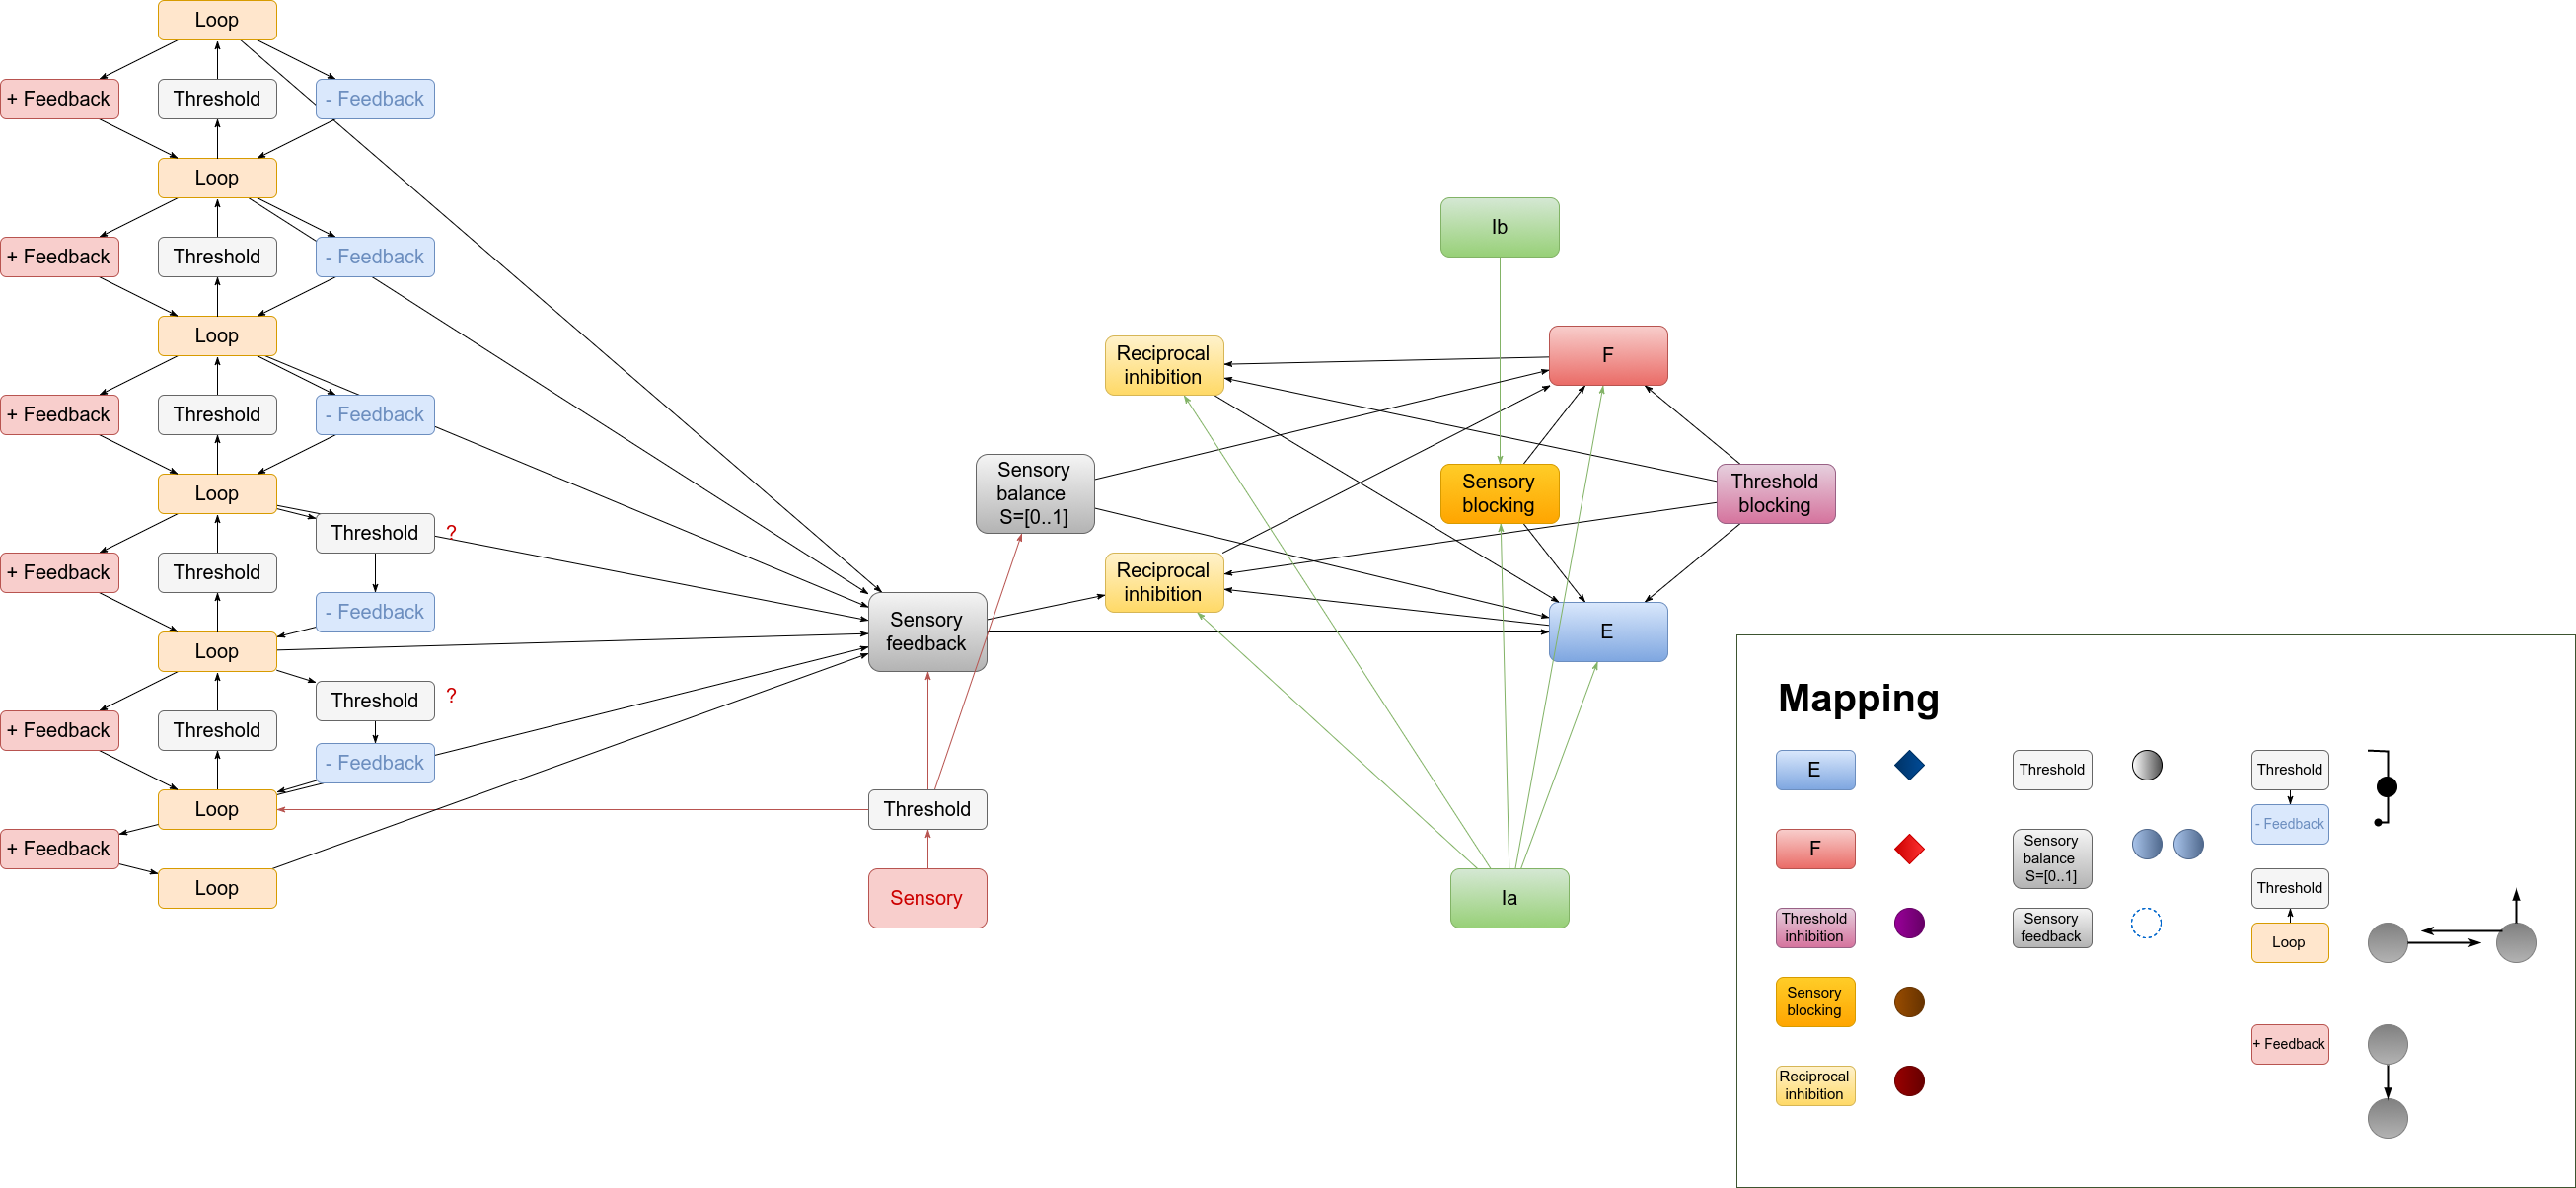 Loop
+ Feedback
Threshold
- Feedback
Loop
+ Feedback
Threshold
- Feedback
Loop
+ Feedback
Threshold
- Feedback
Loop
Threshold
?
+ Feedback
Threshold
- Feedback
Loop
Threshold
?
+ Feedback
Threshold
- Feedback
Loop
+ Feedback
Loop
Sensory
feedback
Threshold
Sensory
Sensory
balance
S=[0..1]
Reciprocal
inhibition
Reciprocal
inhibition
Ib
F
Sensory
blocking
Threshold
blocking
E
Ia
Mapping
E
F
Threshold
inhibition
Sensory
blocking
Reciprocal
inhibition
Threshold
Sensory
balance
S=[0..1]
Sensory
feedback
Threshold
- Feedback
Threshold
Loop
+ Feedback